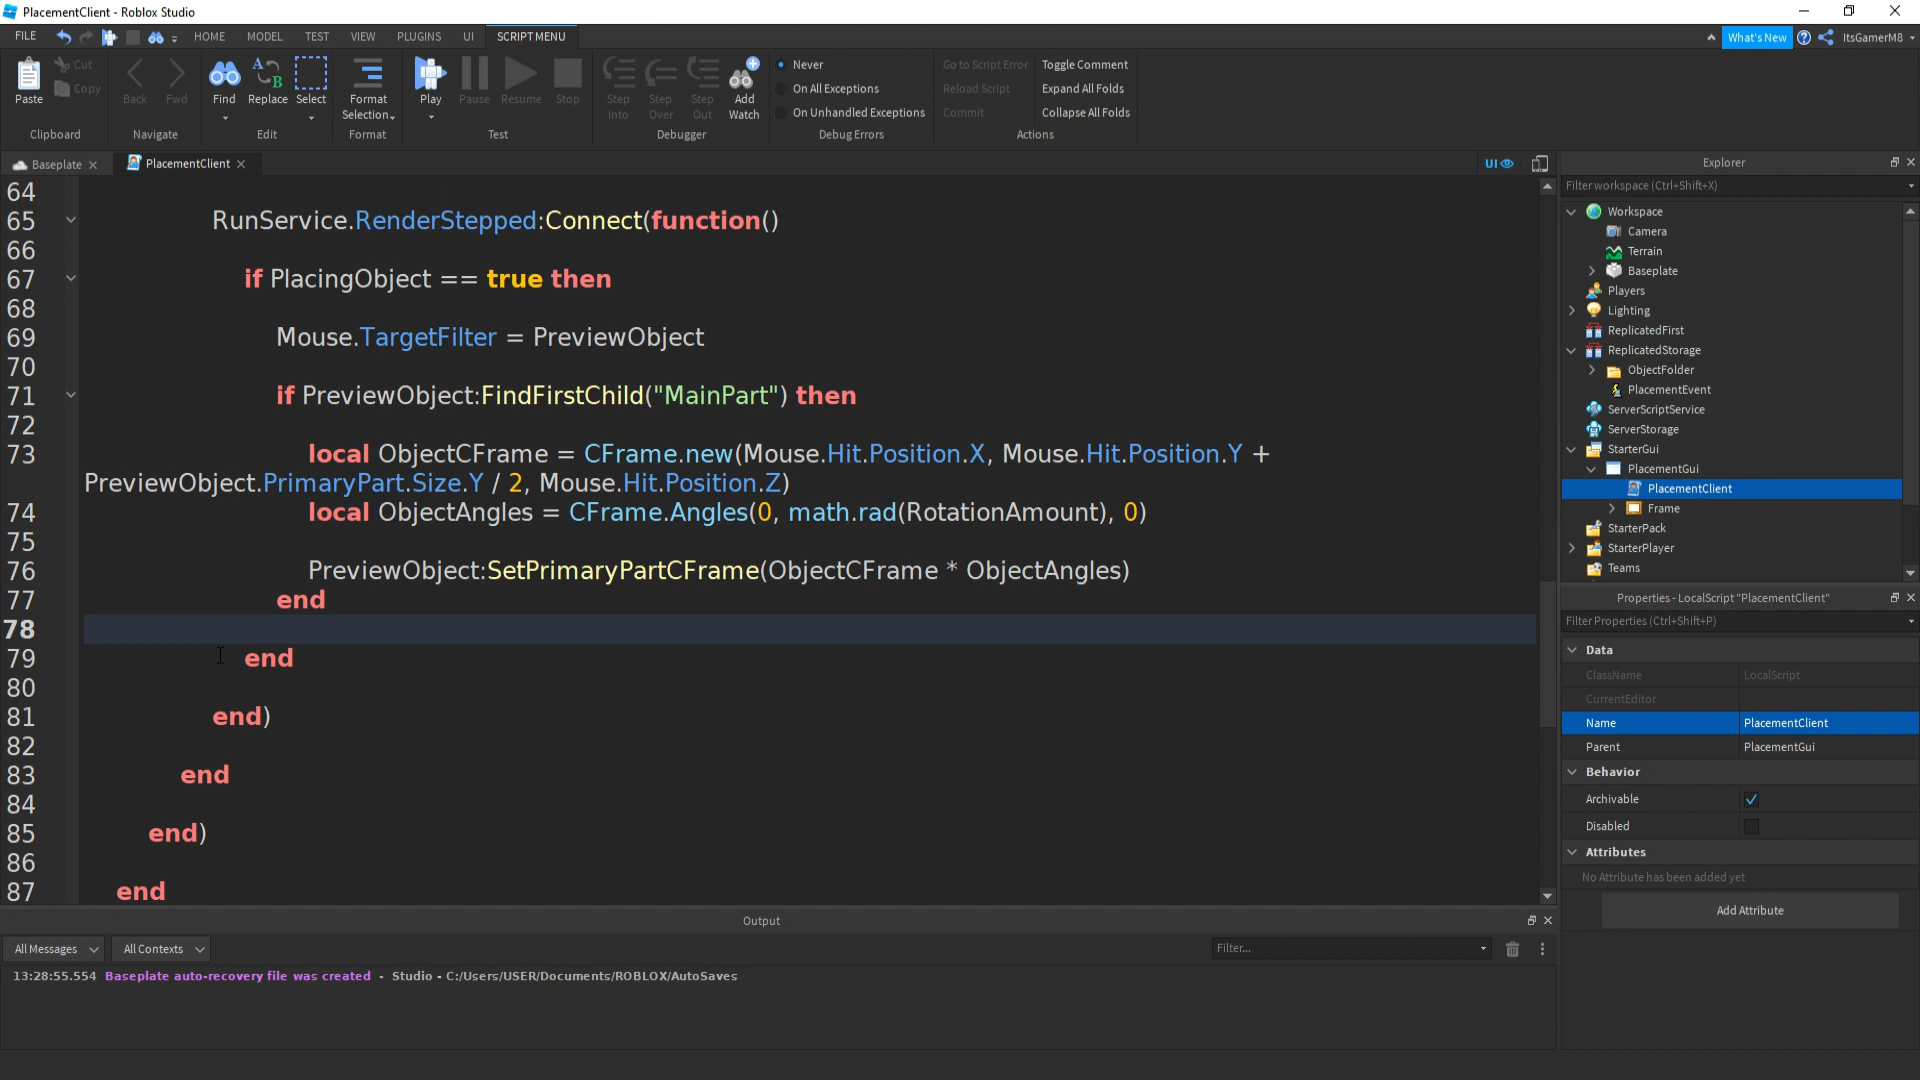 PlacementClient - Roblox Studio
FILE HOME MODEL TEST VIEW PLUGINS UI SCRIPT MENU What's New ItsGamerM8
Paste Cut Copy Back Fwd Find Replace Select Format Selection Play Pause Resume Stop Step Into Step Over Step Out Add Watch
Never
On All Exceptions
On Unhandled Exceptions
Go to Script Error
Reload Script
Commit
Toggle Comment
Expand All Folds
Collapse All Folds
Clipboard Navigate Edit Format Test Debugger Debug Errors Actions
Baseplate PlacementClient UI
64
65 RunService.RenderStepped:Connect(function()
66
67 if PlacingObject == true then
68
69 Mouse.TargetFilter = PreviewObject
70
71 if PreviewObject:FindFirstChild("MainPart") then
72
73 local ObjectCFrame = CFrame.new(Mouse.Hit.Position.X, Mouse.Hit.Position.Y +
PreviewObject.PrimaryPart.Size.Y / 2, Mouse.Hit.Position.Z)
74 local ObjectAngles = CFrame.Angles(0, math.rad(RotationAmount), 0)
75
76 PreviewObject:SetPrimaryPartCFrame(ObjectCFrame * ObjectAngles)
77 end
78
79 end
80
81 end)
82
83 end
84
85 end)
86
87 end
Output
All Messages All Contexts Filter...
13:28:55.554 Baseplate auto-recovery file was created - Studio - C:/Users/USER/Documents/ROBLOX/AutoSaves
Explorer
Filter workspace (Ctrl+Shift+X)
Workspace
Camera
Terrain
Baseplate
Players
Lighting
ReplicatedFirst
ReplicatedStorage
ObjectFolder
PlacementEvent
ServerScriptService
ServerStorage
StarterGui
PlacementGui
PlacementClient
Frame
StarterPack
StarterPlayer
Teams
Properties - LocalScript "PlacementClient"
Filter Properties (Ctrl+Shift+P)
Data
ClassName LocalScript
CurrentEditor
Name PlacementClient
Parent PlacementGui
Behavior
Archivable
Disabled
Attributes
No Attribute has been added yet
Add Attribute